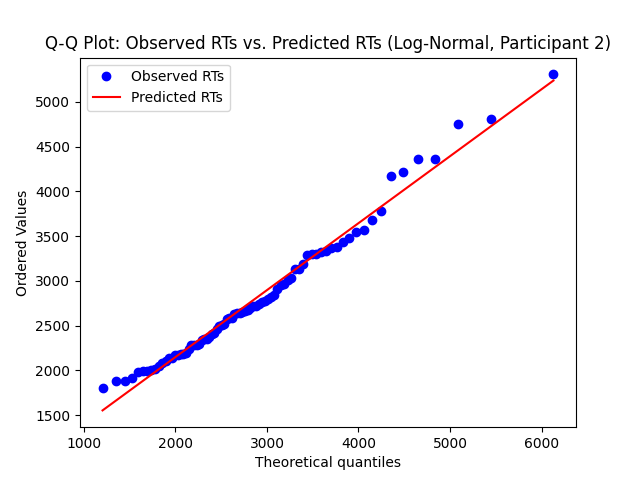 Q-Q Plot: Observed RTs vs. Predicted RTs (Log-Normal, Participant 2)
Observed RTs
Predicted RTs
5000
4500
4000
3500
3000
2500
2000
1500
Ordered Values
1000 2000 3000 4000 5000 6000
Theoretical quantiles